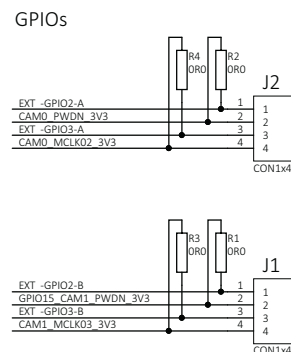 GPIOs
R4
0R0
R2
0R0
J2
EXT -GPIO2-A 1 1
CAM0_PWDN_3V3 2 2
EXT -GPIO3-A 3 3
CAM0_MCLK02_3V3 4 4
CON1x4
R3
0R0
R1
0R0
J1
EXT -GPIO2-B 1 1
GPIO15_CAM1_PWDN_3V3 2 2
EXT -GPIO3-B 3 3
CAM1_MCLK03_3V3 4 4
CON1x4